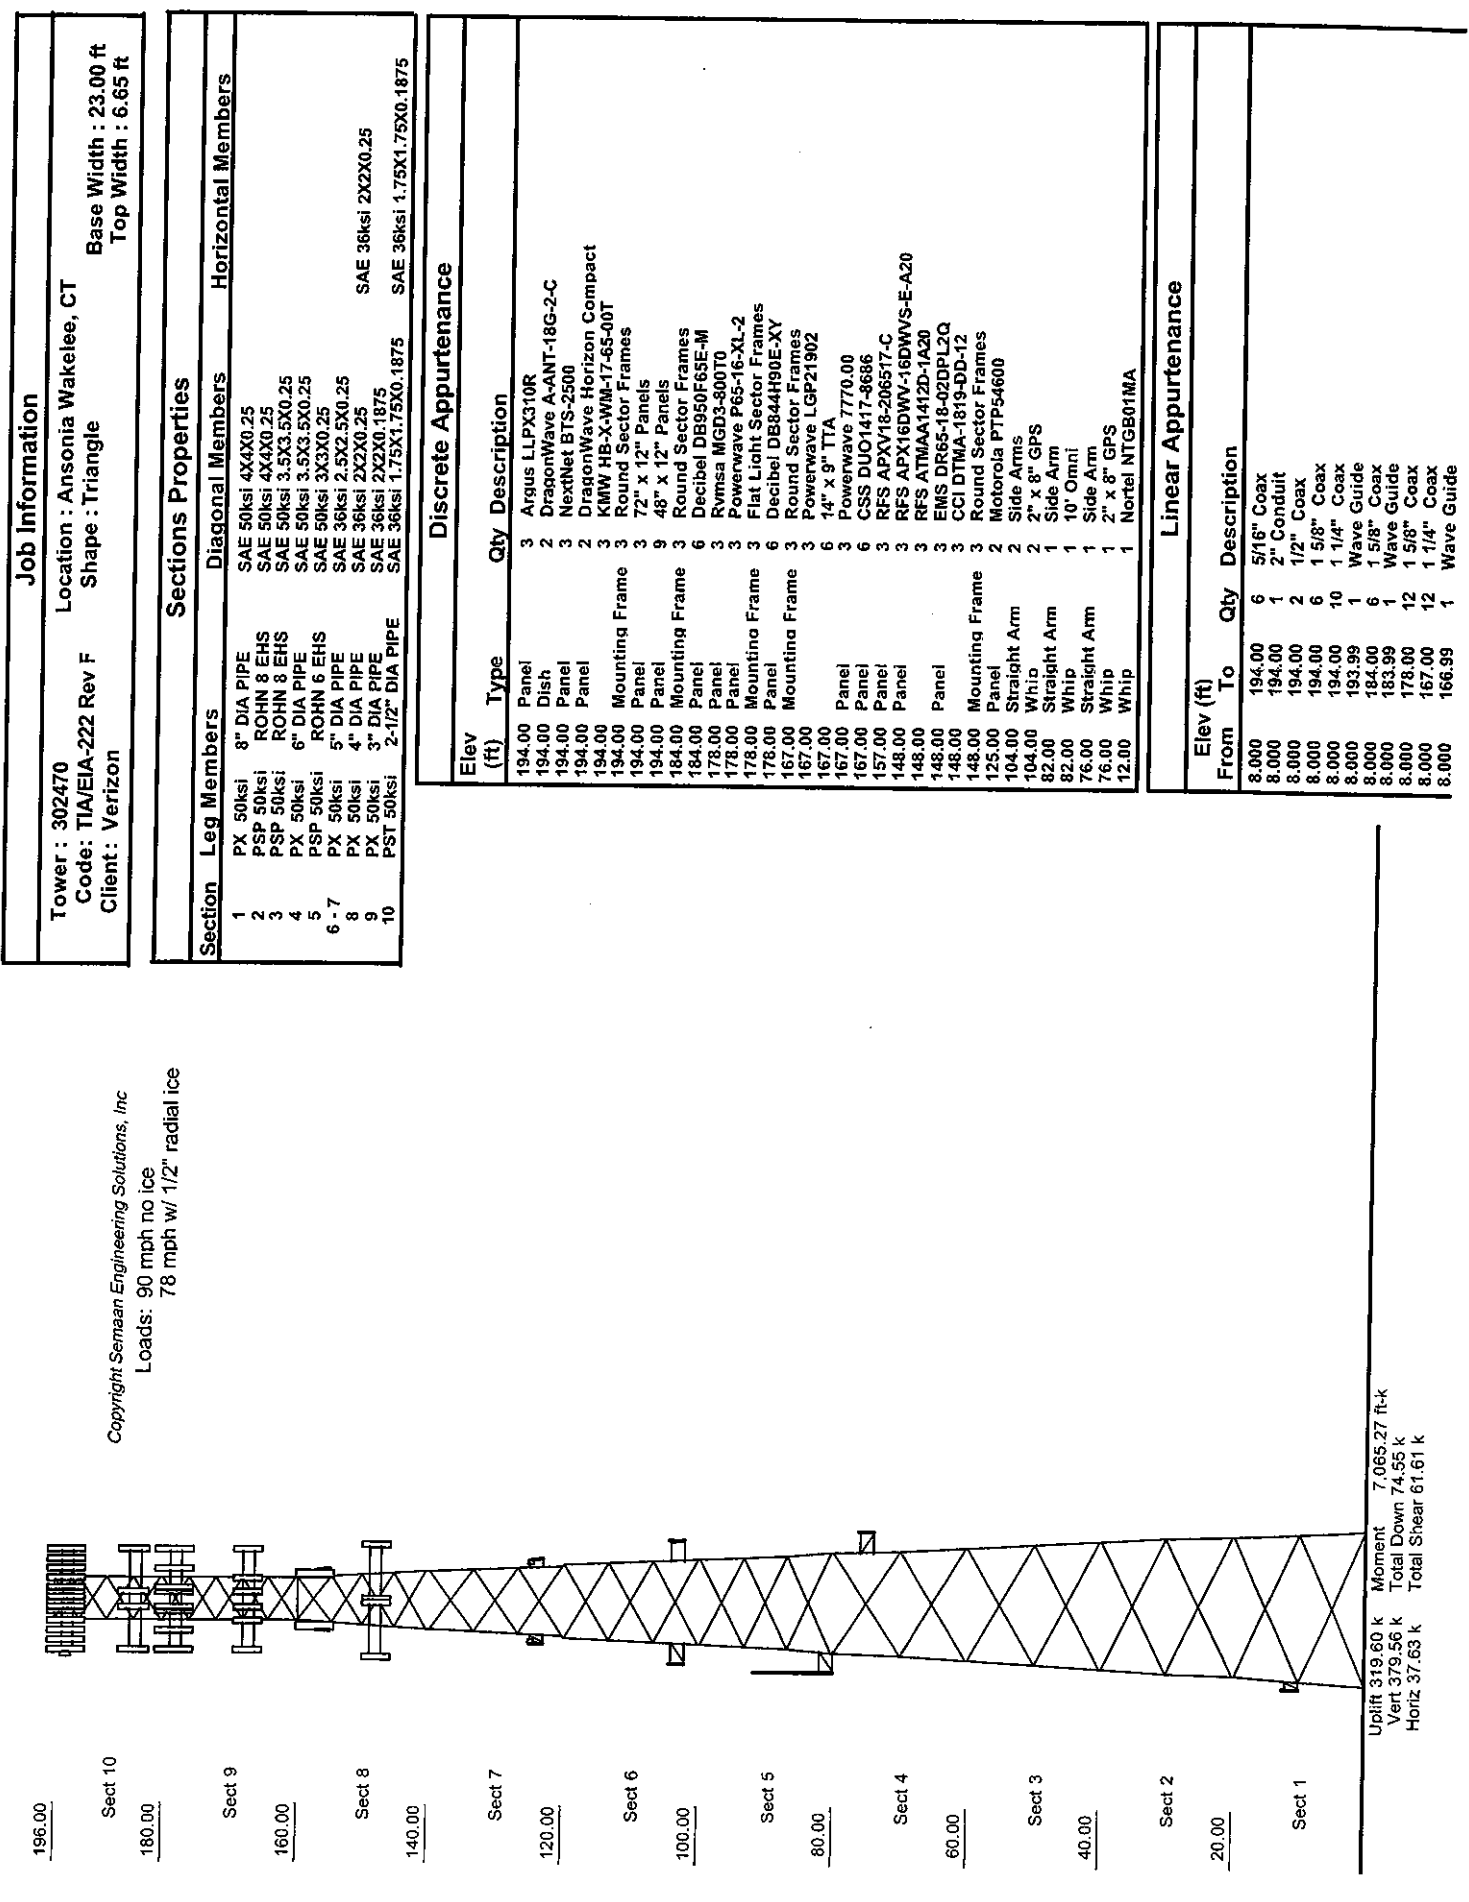 Job Information
Tower : 302470 Location : Ansonia Wakelee, CT
Code: TIA/EIA-222 Rev F Shape : Triangle Base Width : 23.00 ft
Client : Verizon Top Width : 6.65 ft
Sections Properties
Section Leg Members Diagonal Members Horizontal Members
1 PX 50ksi 8" DIA PIPE SAE 50ksi 4X4X0.25
2 PSP 50ksi ROHN 8 EHS SAE 50ksi 4X4X0.25
3 PSP 50ksi ROHN 8 EHS SAE 50ksi 3.5X3.5X0.25
4 PX 50ksi 6" DIA PIPE SAE 50ksi 3.5X3.5X0.25
5 PSP 50ksi ROHN 6 EHS SAE 50ksi 3X3X0.25
6 - 7 PX 50ksi 5" DIA PIPE SAE 36ksi 2.5X2.5X0.25
8 PX 50ksi 4" DIA PIPE SAE 36ksi 2X2X0.25 SAE 36ksi 2X2X0.25
9 PX 50ksi 3" DIA PIPE SAE 36ksi 2X2X0.1875
10 PST 50ksi 2-1/2" DIA PIPE SAE 36ksi 1.75X1.75X0.1875 SAE 36ksi 1.75X1.75X0.1875
Discrete Appurtenance
Elev
(ft) Type Qty Description
194.00 Panel 3 Argus LLPX310R
194.00 Dish 2 DragonWave A-ANT-18G-2-C
194.00 Panel 3 NextNet BTS-2500
194.00 Panel 2 DragonWave Horizon Compact
194.00 3 KMW HB-X-WM-17-65-00T
194.00 Mounting Frame 3 Round Sector Frames
194.00 Panel 3 72" x 12" Panels
194.00 Panel 9 48" x 12" Panels
184.00 Mounting Frame 3 Round Sector Frames
184.00 Panel 6 Decibel DB950F65E-M
178.00 Panel 3 Rymsa MGD3-800T0
178.00 Panel 3 Powerwave P65-16-XL-2
178.00 Mounting Frame 3 Flat Light Sector Frames
178.00 Panel 6 Decibel DB844H90E-XY
167.00 Mounting Frame 3 Round Sector Frames
167.00 3 Powerwave LGP21902
167.00 6 14" x 9" TTA
167.00 Panel 3 Powerwave 7770.00
167.00 Panel 6 CSS DUO1417-8686
157.00 Panel 3 RFS APXV18-206517-C
148.00 Panel 3 RFS APX16DWV-16DWVS-E-A20
148.00 3 RFS ATMAA1412D-1A20
148.00 Panel 3 EMS DR65-18-02DPL2Q
148.00 3 CCI DTMA-1819-DD-12
148.00 Mounting Frame 3 Round Sector Frames
125.00 Panel 2 Motorola PTP54600
104.00 Straight Arm 2 Side Arms
104.00 Whip 2 2" x 8" GPS
82.00 Straight Arm 1 Side Arm
82.00 Whip 1 10' Omni
76.00 Straight Arm 1 Side Arm
76.00 Whip 1 2" x 8" GPS
12.00 Whip 1 Nortel NTGB01MA
Linear Appurtenance
Elev (ft)
From To Qty Description
8.000 194.00 6 5/16" Coax
8.000 194.00 1 2" Conduit
8.000 194.00 2 1/2" Coax
8.000 194.00 6 1 5/8" Coax
8.000 194.00 10 1 1/4" Coax
8.000 193.99 1 Wave Guide
8.000 184.00 6 1 5/8" Coax
8.000 183.99 1 Wave Guide
8.000 178.00 12 1 5/8" Coax
8.000 167.00 12 1 1/4" Coax
8.000 166.99 1 Wave Guide
Copyright Semaan Engineering Solutions, Inc
Loads: 90 mph no ice
78 mph w/ 1/2" radial ice
196.00
Sect 10
180.00
Sect 9
160.00
Sect 8
140.00
Sect 7
120.00
Sect 6
100.00
Sect 5
80.00
Sect 4
60.00
Sect 3
40.00
Sect 2
20.00
Sect 1
Uplift 319.60 k Moment 7,065.27 ft-k
Vert 379.56 k Total Down 74.55 k
Horiz 37.63 k Total Shear 61.61 k